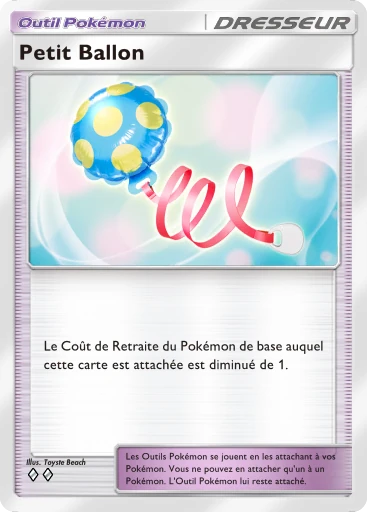 Outil Pokémon
DRESSEUR
Petit Ballon
Le Coût de Retraite du Pokémon de base auquel
cette carte est attachée est diminué de 1.
Illus. Toyste Beach
Les Outils Pokémon se jouent en les attachant à vos
Pokémon. Vous ne pouvez en attacher qu'un à un
Pokémon. L'Outil Pokémon lui reste attaché.